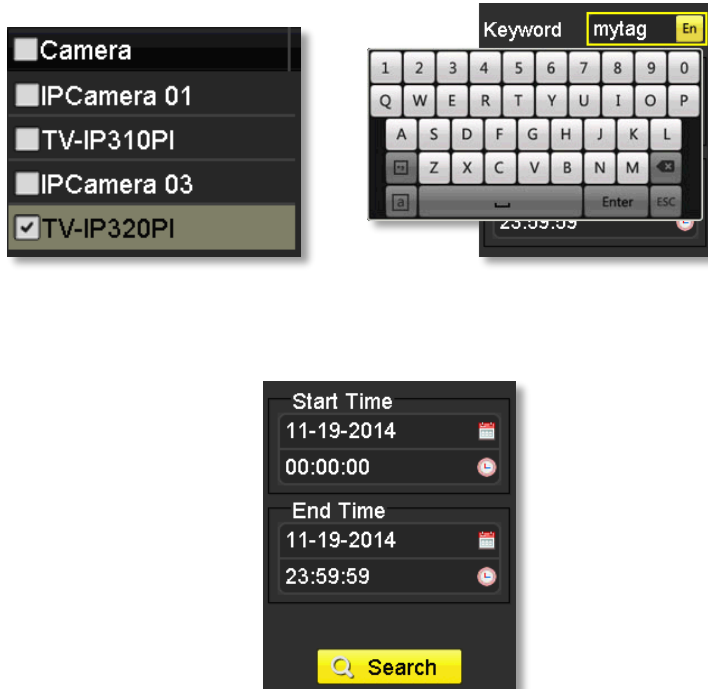 Camera
IPCamera 01
TV-IP310PI
IPCamera 03
TV-IP320PI
Keyword mytag En
1 2 3 4 5 6 7 8 9 0
Q W E R T Y U I O P
A S D F G H J K L
Z X C V B N M
a Enter ESC
23:59:59
Start Time
11-19-2014
00:00:00
End Time
11-19-2014
23:59:59
Search